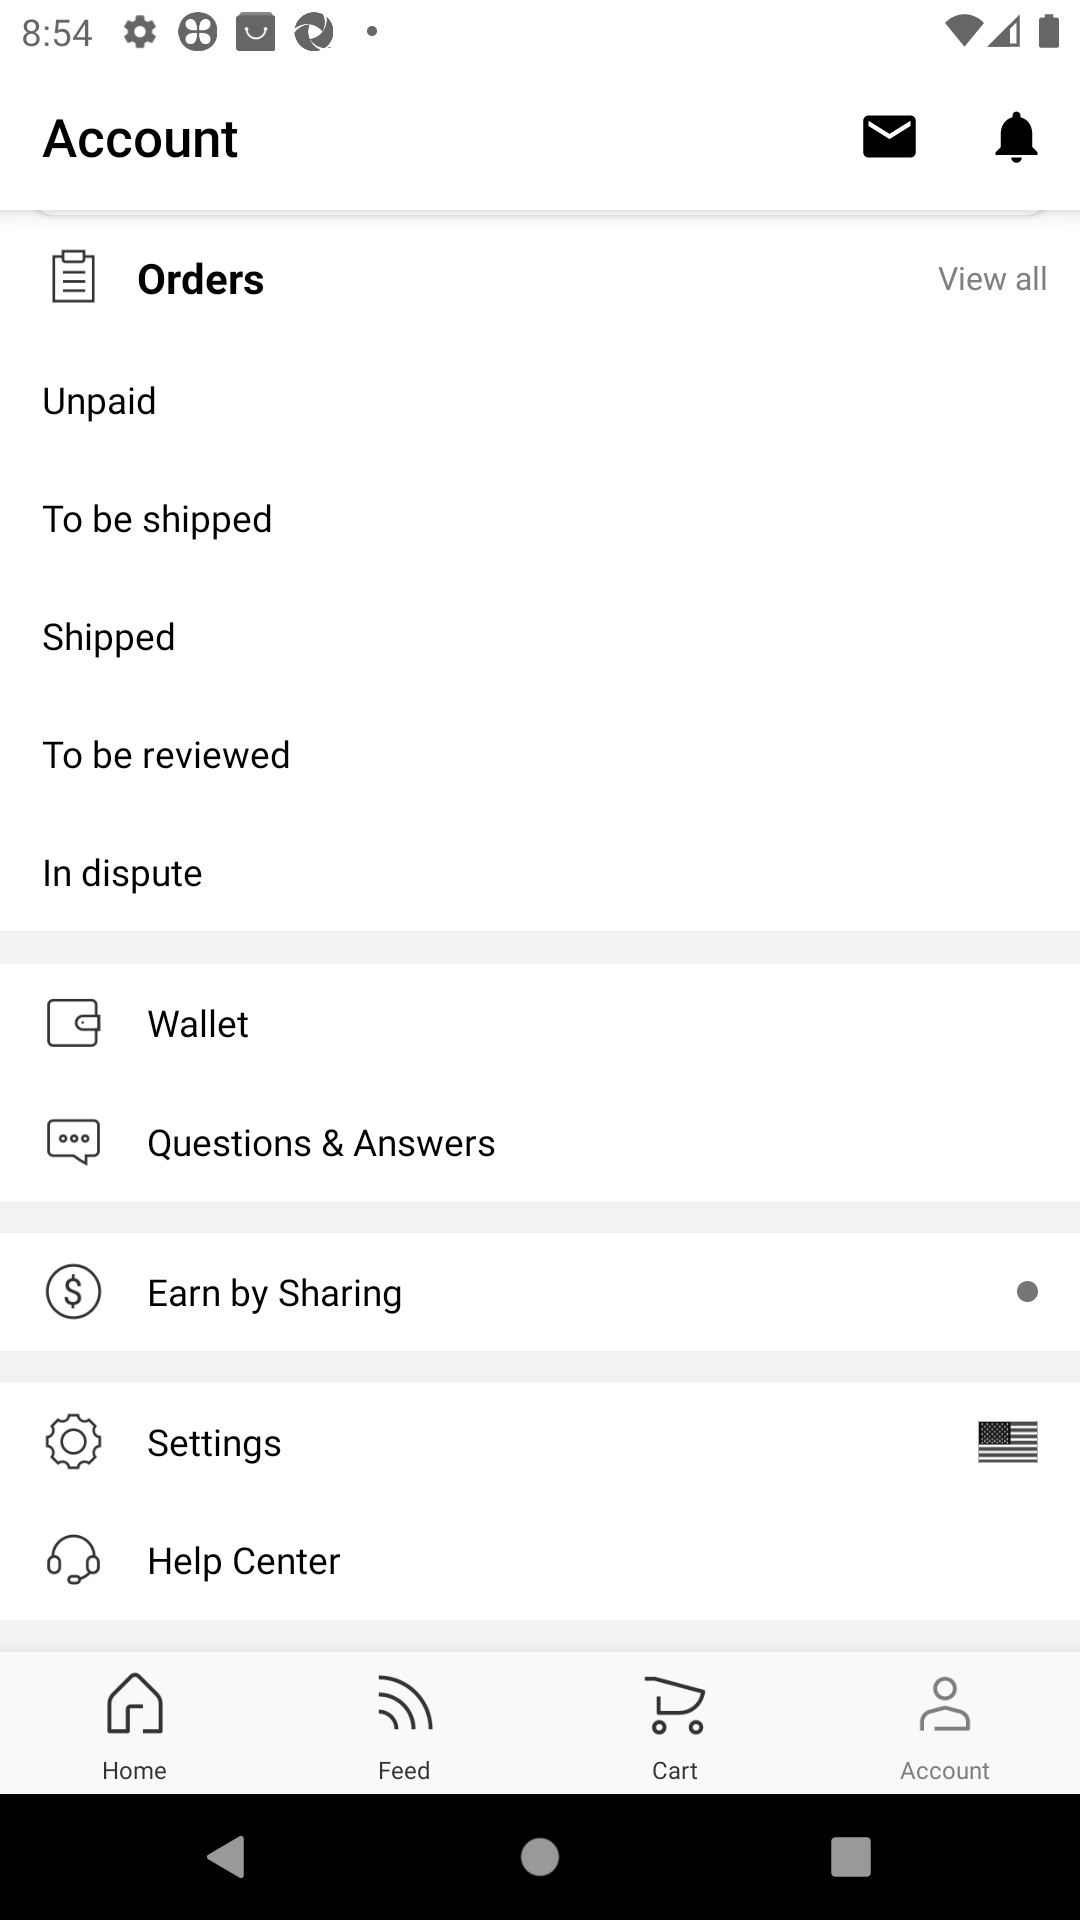 8:54
Account
Orders
View all
Unpaid
To be shipped
Shipped
To be reviewed
In dispute
Wallet
Questions & Answers
Earn by Sharing
Settings
Help Center
Home
Feed
Cart
Account